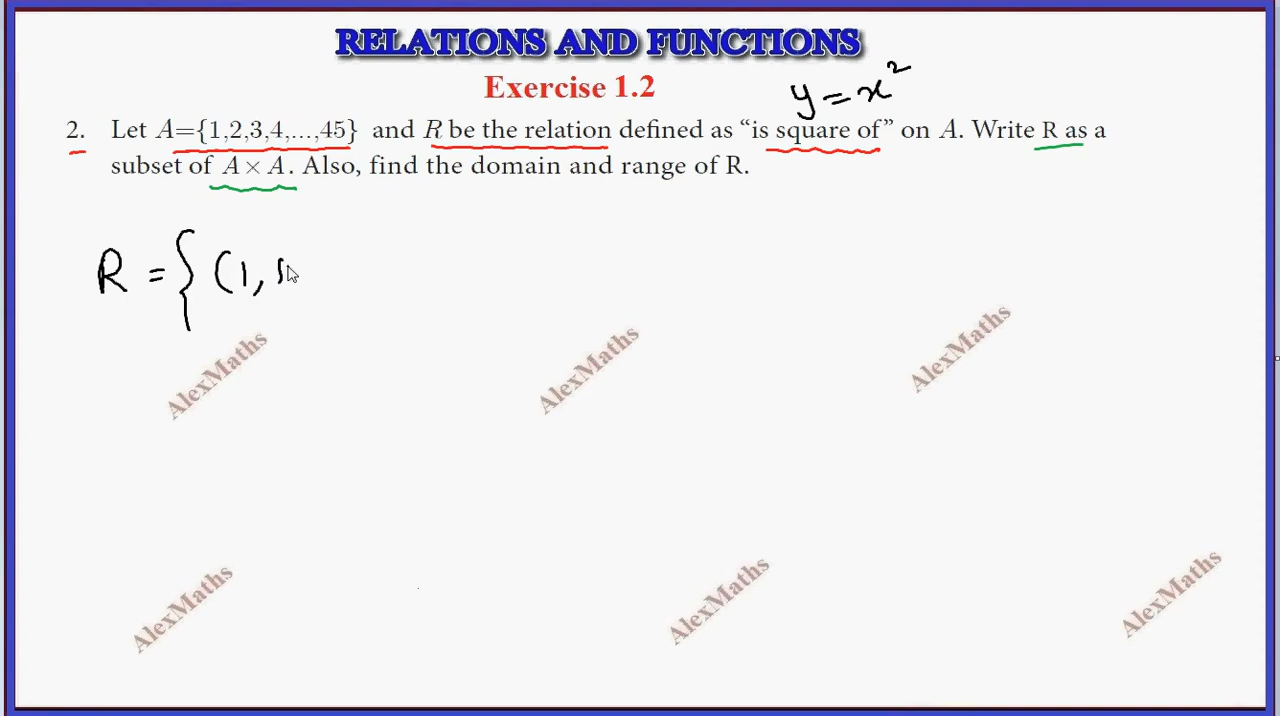 RELATIONS AND FUNCTIONS
Exercise 1.2
y = x²
2. Let A={1,2,3,4,...,45} and R be the relation defined as “is square of” on A. Write R as a
subset of A × A. Also, find the domain and range of R.
R = { (1, 1
AlexMaths
AlexMaths
AlexMaths
AlexMaths
AlexMaths
AlexMaths